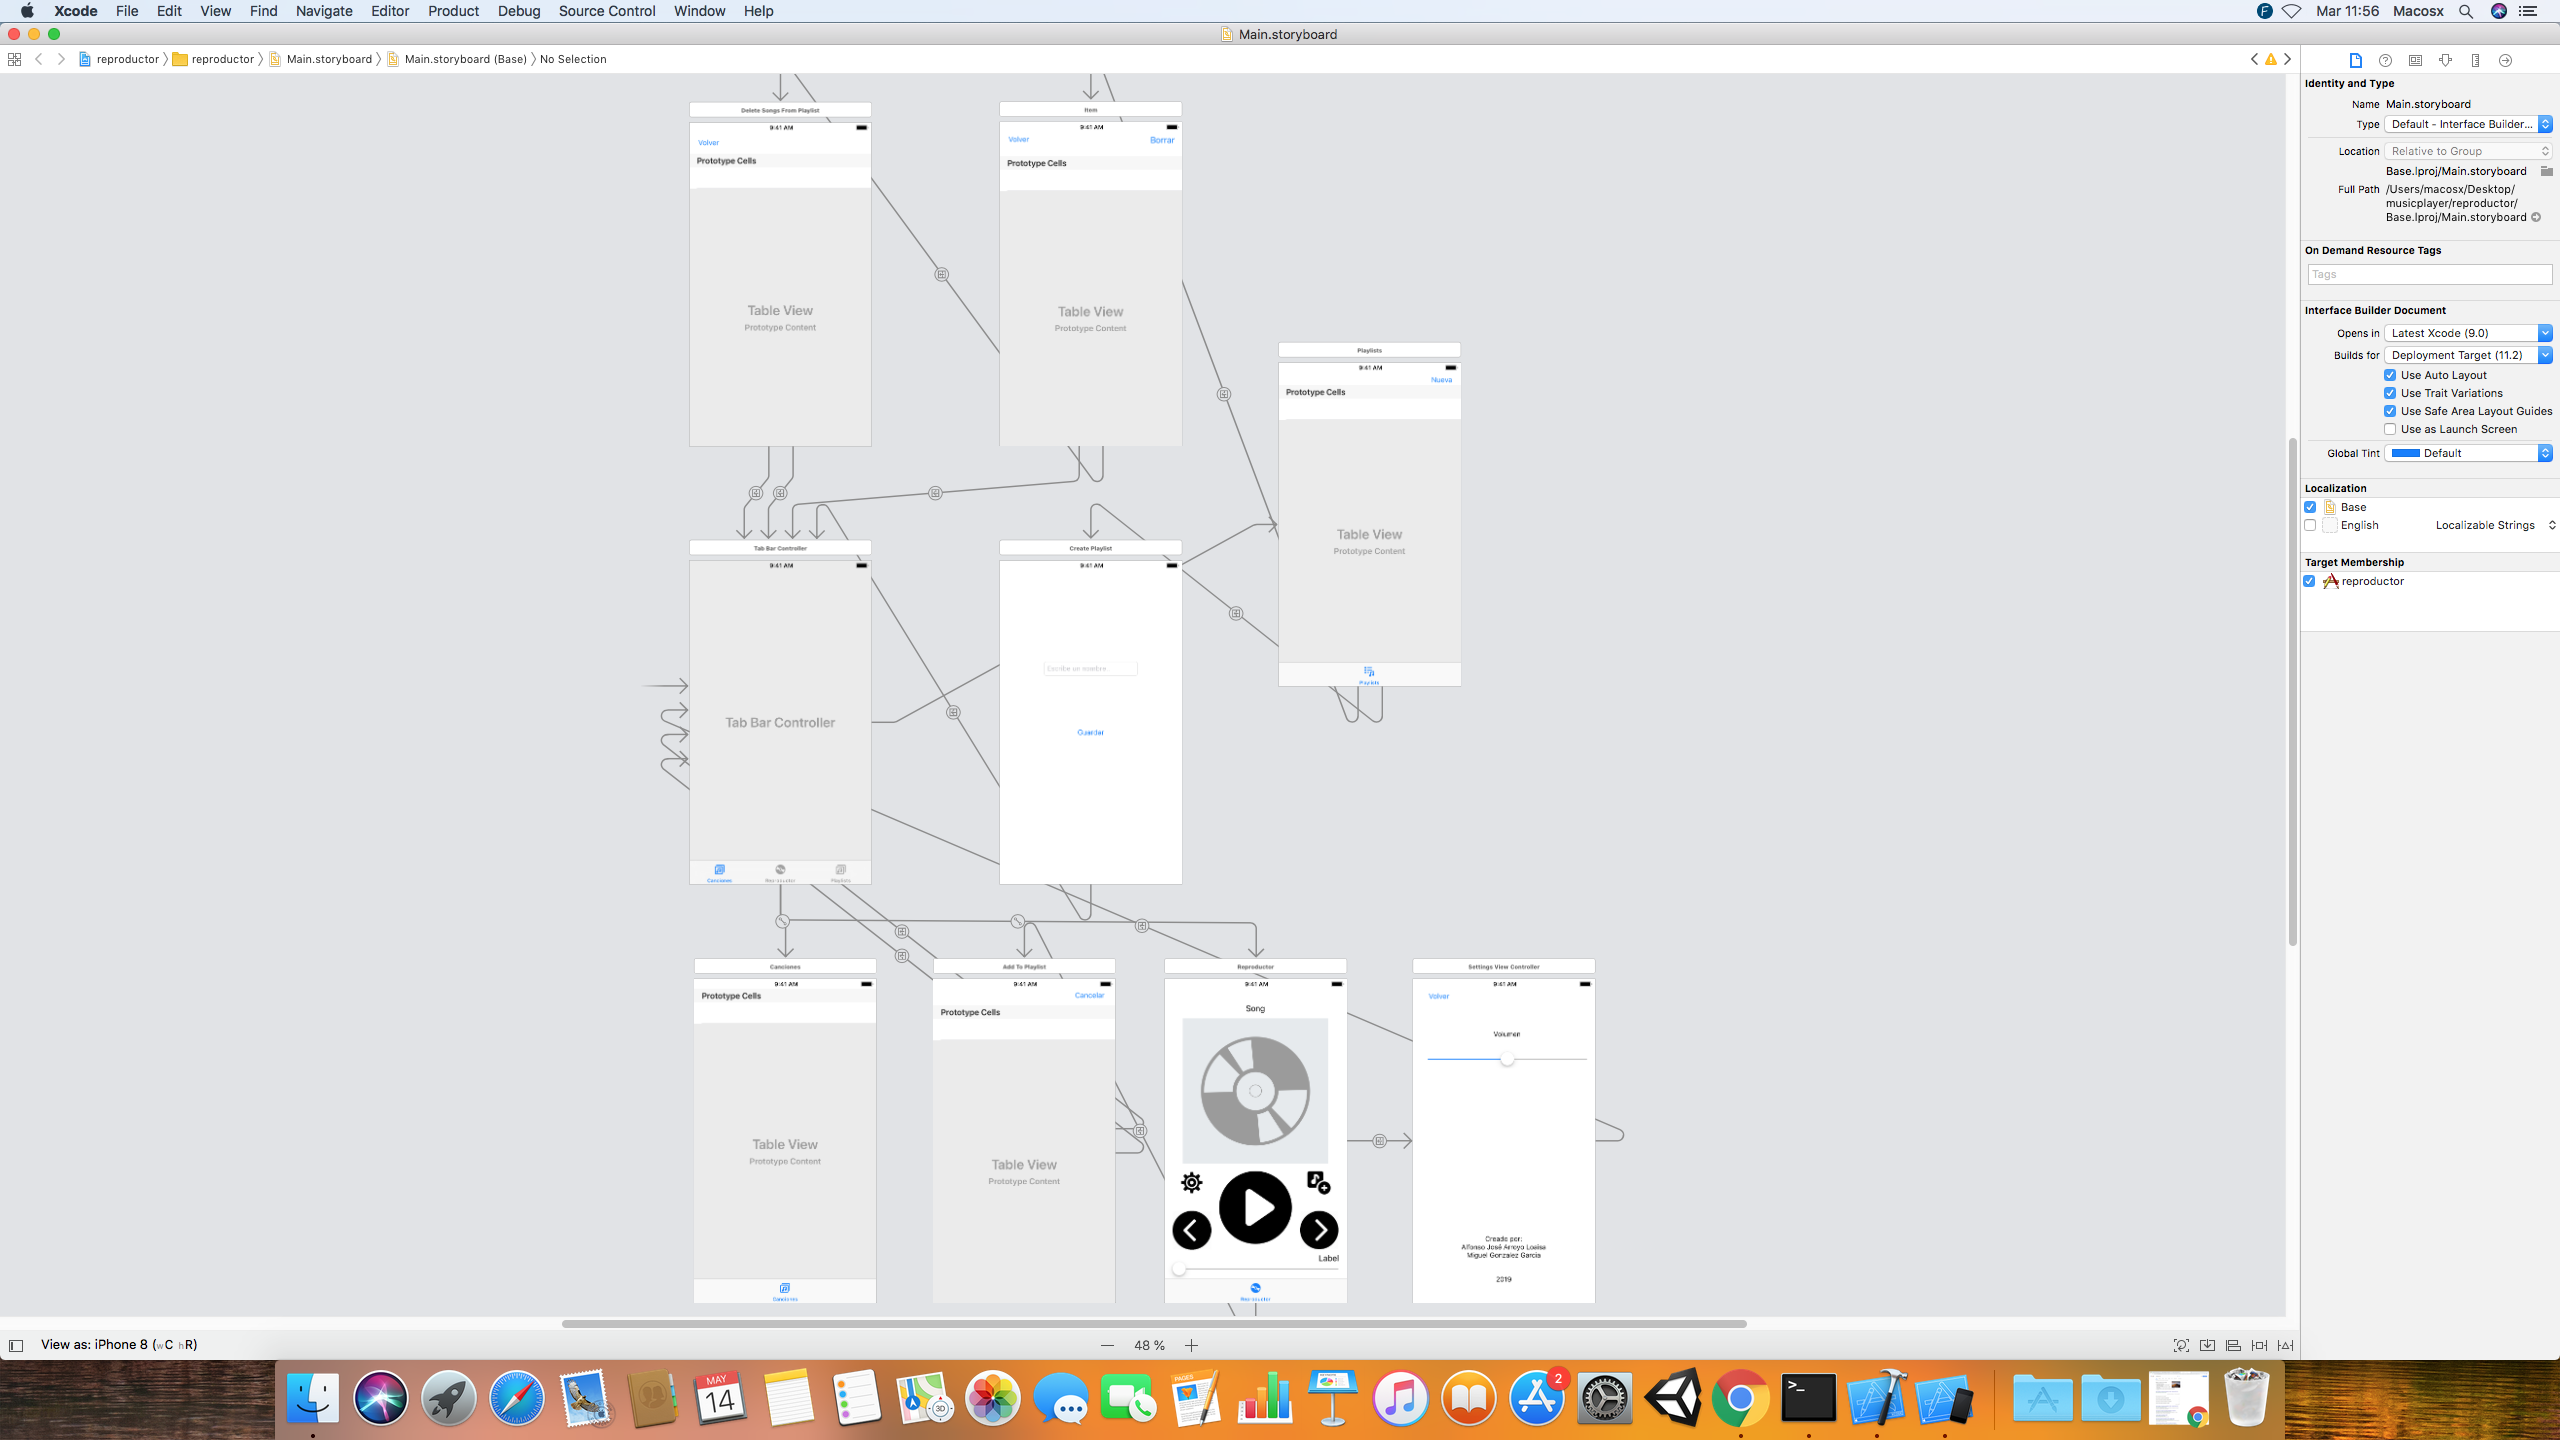 Xcode File Edit View Find Navigate Editor Product Debug Source Control Window Help
Mar 11:56 Macosx
Main.storyboard
reproductor reproductor Main.storyboard Main.storyboard (Base) No Selection
Delete Songs From Playlist
9:41 AM
Volver
Prototype Cells
Table View
Prototype Content
Item
9:41 AM
Volver Borrar
Prototype Cells
Table View
Prototype Content
Playlists
9:41 AM
Nueva
Prototype Cells
Table View
Prototype Content
Playlists
Tab Bar Controller
9:41 AM
Tab Bar Controller
Canciones Reproductor Playlists
Create Playlist
9:41 AM
Escribe un nombre
Guardar
Canciones
9:41 AM
Prototype Cells
Table View
Prototype Content
Canciones
Add To Playlist
9:41 AM
Cancelar
Prototype Cells
Table View
Prototype Content
Reproductor
9:41 AM
Song
Label
Reproductor
Settings View Controller
9:41 AM
Volver
Volumen
Creado por:
Alfonso José Arroyo Loaisa
Miguel Gonzalez Garcia
2019
View as: iPhone 8 (wC hR)
48 %
Identity and Type
Name Main.storyboard
Type Default - Interface Builder...
Location Relative to Group
Base.lproj/Main.storyboard
Full Path /Users/macosx/Desktop/
musicplayer/reproductor/
Base.lproj/Main.storyboard
On Demand Resource Tags
Tags
Interface Builder Document
Opens in Latest Xcode (9.0)
Builds for Deployment Target (11.2)
Use Auto Layout
Use Trait Variations
Use Safe Area Layout Guides
Use as Launch Screen
Global Tint Default
Localization
Base
English Localizable Strings
Target Membership
reproductor
MAY
14
3D
PAGES
2
>_